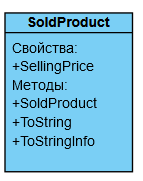 SoldProduct
Свойства:
+SellingPrice
Методы:
+SoldProduct
+ToString
+ToStringInfo